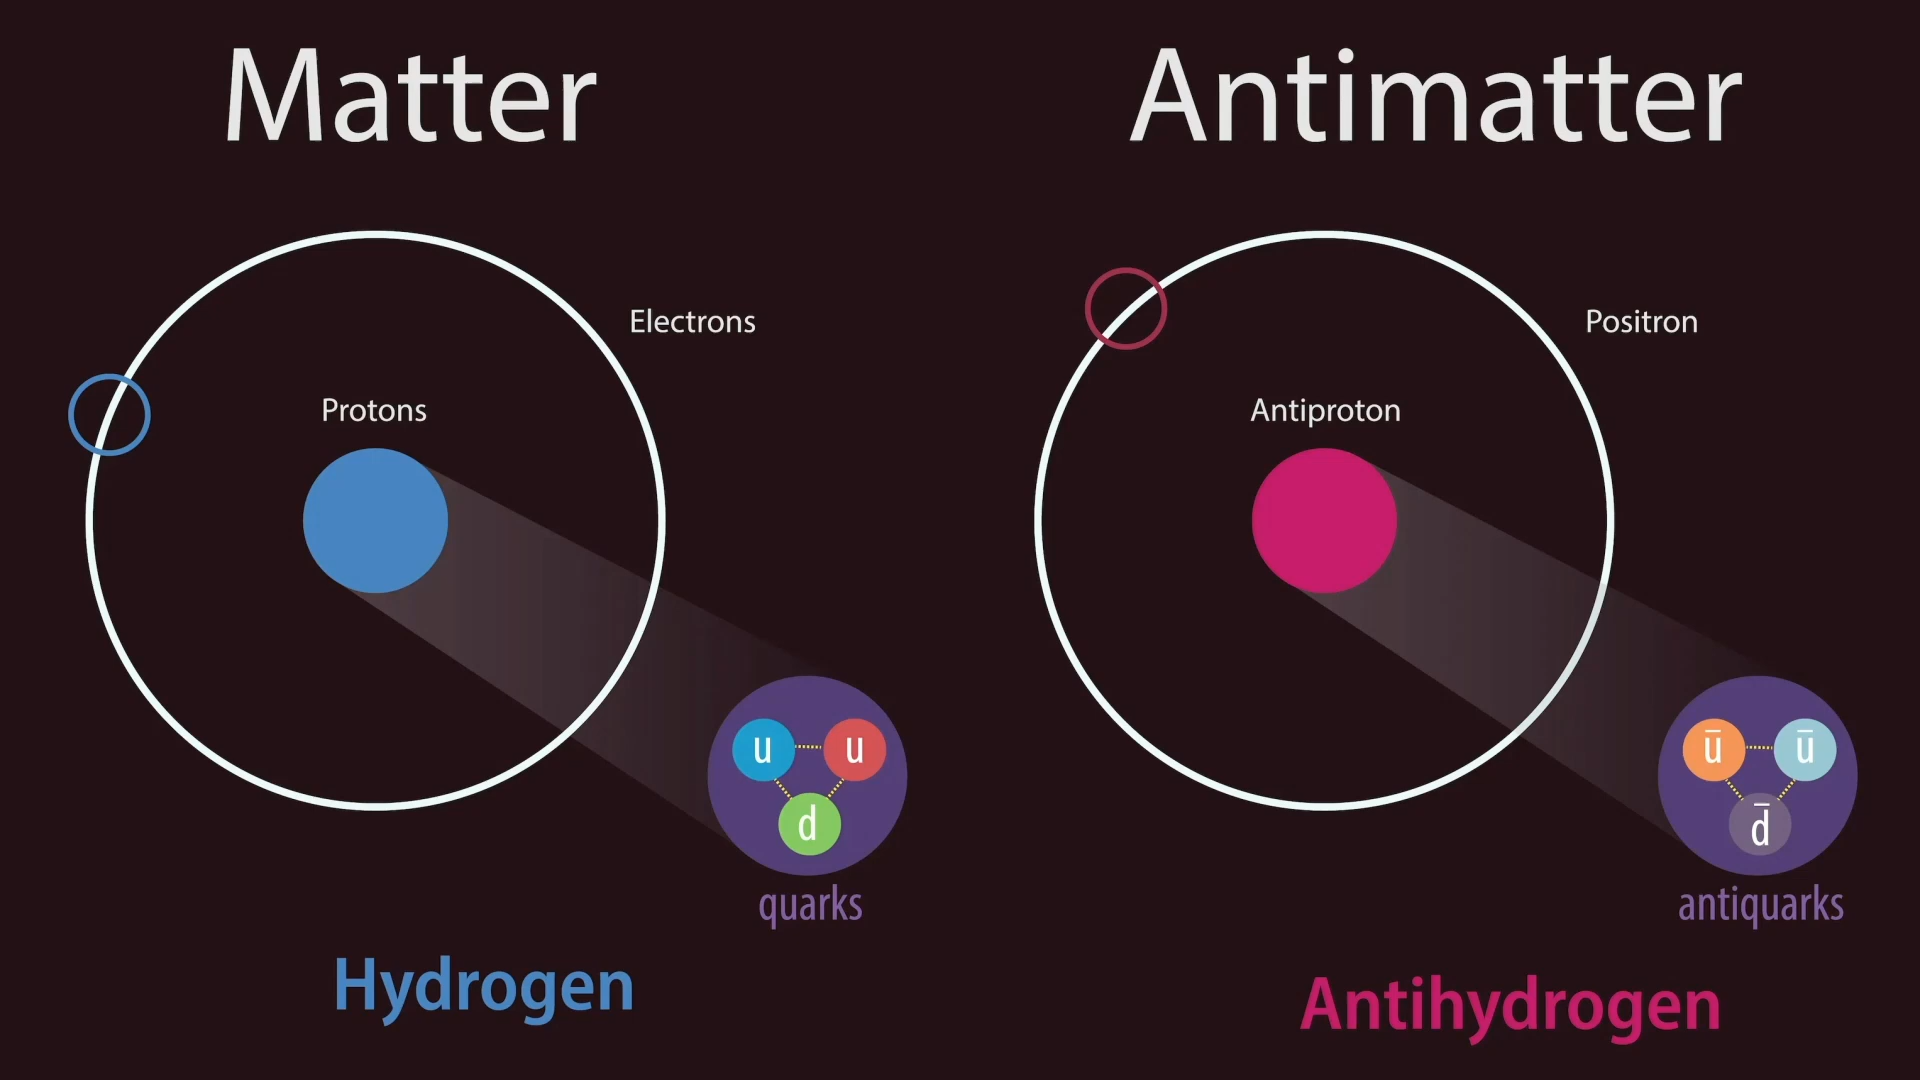 Matter
Electrons
Protons
u
u
d
quarks
Hydrogen
Antimatter
Positron
Antiproton
ū
ū
d̄
antiquarks
Antihydrogen